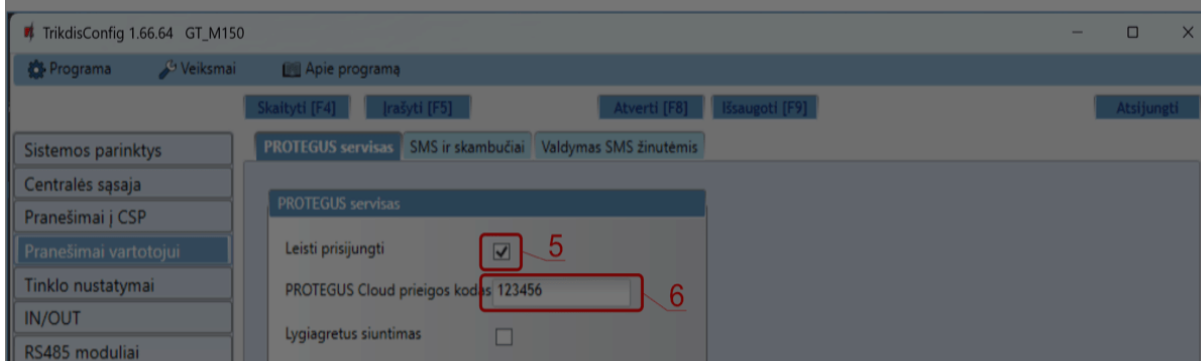 TrikdisConfig 1.66.64 GT_M150
Programa Veiksmai Apie programą
Skaityti [F4] Įrašyti [F5] Atverti [F8] Išsaugoti [F9] Atsijungti
Sistemos parinktys
Centralės sąsaja
Pranešimai į CSP
Pranešimai vartotojui
Tinklo nustatymai
IN/OUT
RS485 moduliai
PROTEGUS servisas SMS ir skambučiai Valdymas SMS žinutėmis
PROTEGUS servisas
Leisti prisijungti 5
PROTEGUS Cloud prieigos kodas 123456 6
Lygiagretus siuntimas